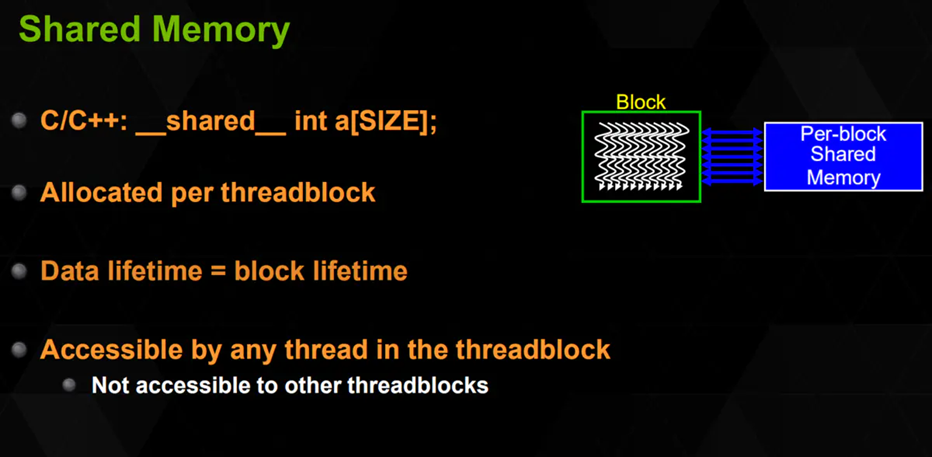 Shared Memory
C/C++: __shared__ int a[SIZE];
Allocated per threadblock
Data lifetime = block lifetime
Accessible by any thread in the threadblock
Not accessible to other threadblocks
Block
Per-block
Shared
Memory